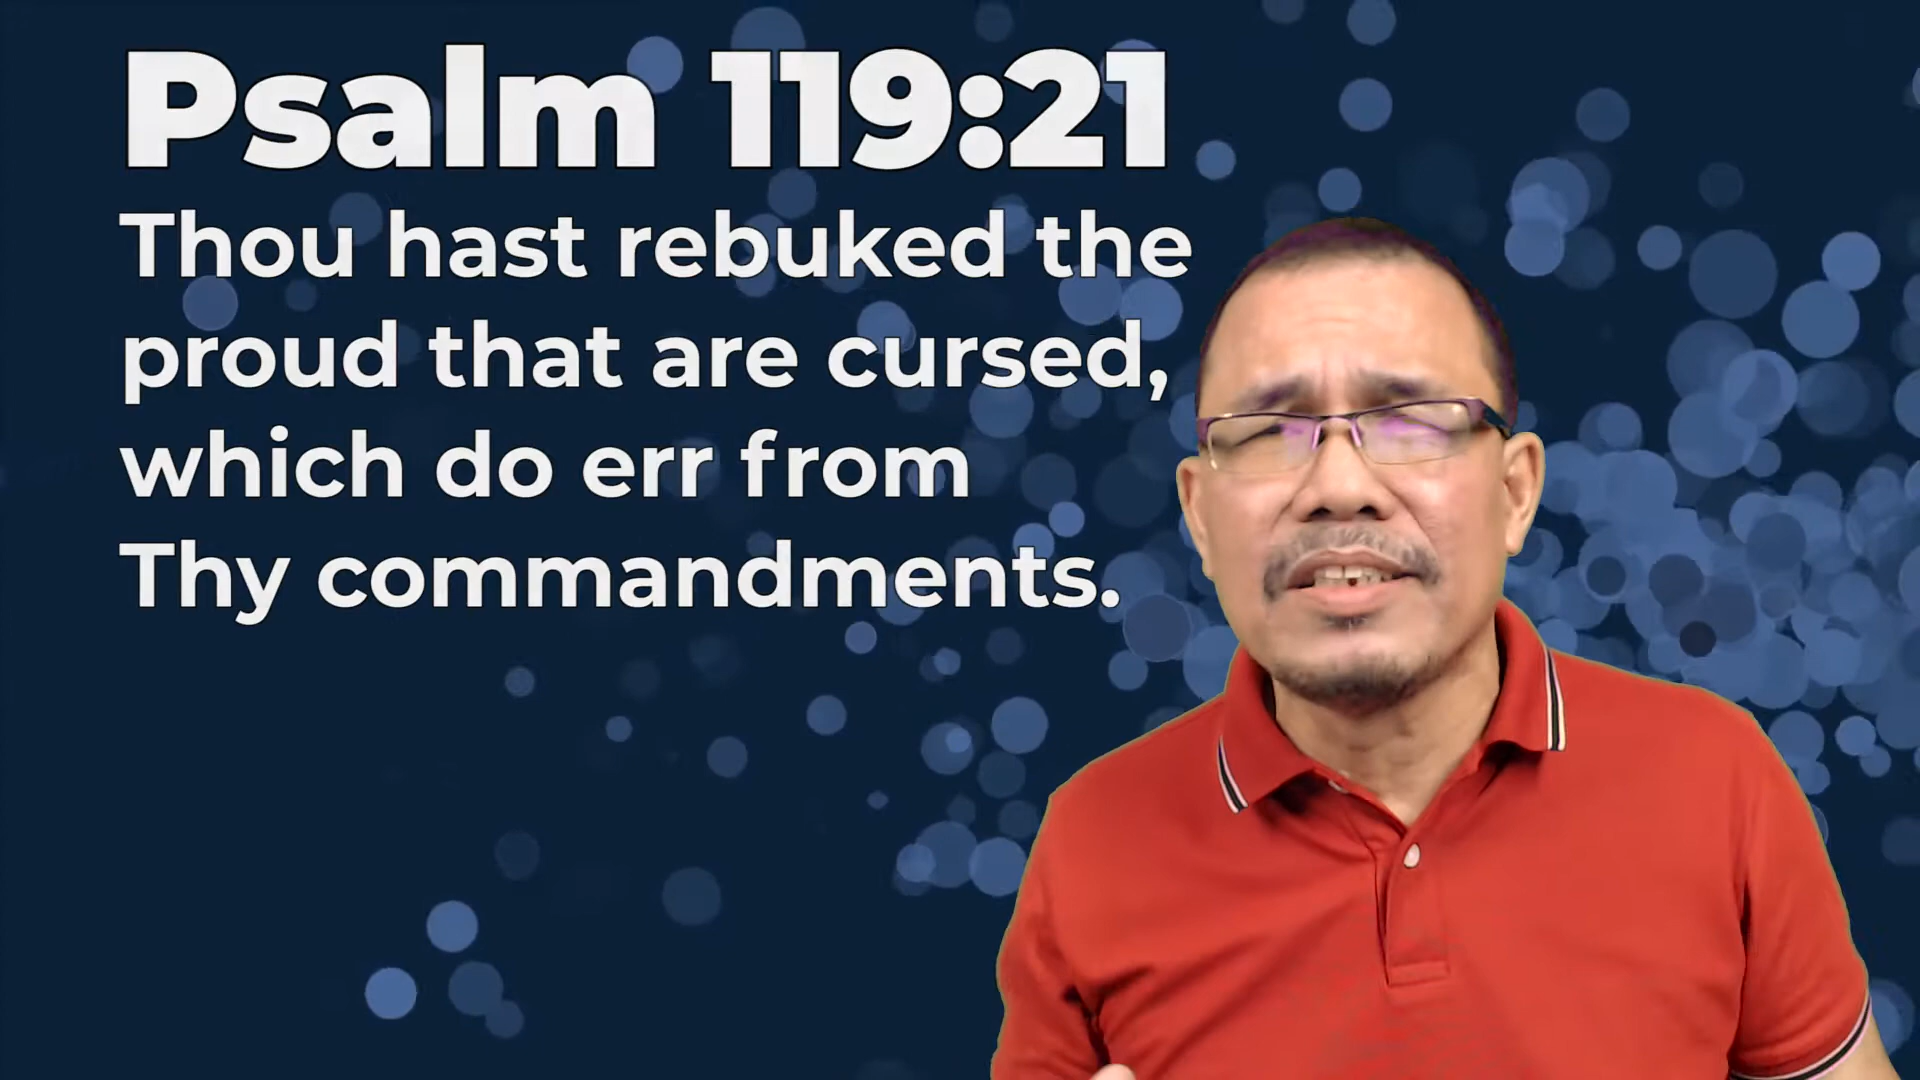 Psalm 119:21
Thou hast rebuked the
proud that are cursed,
which do err from
Thy commandments.